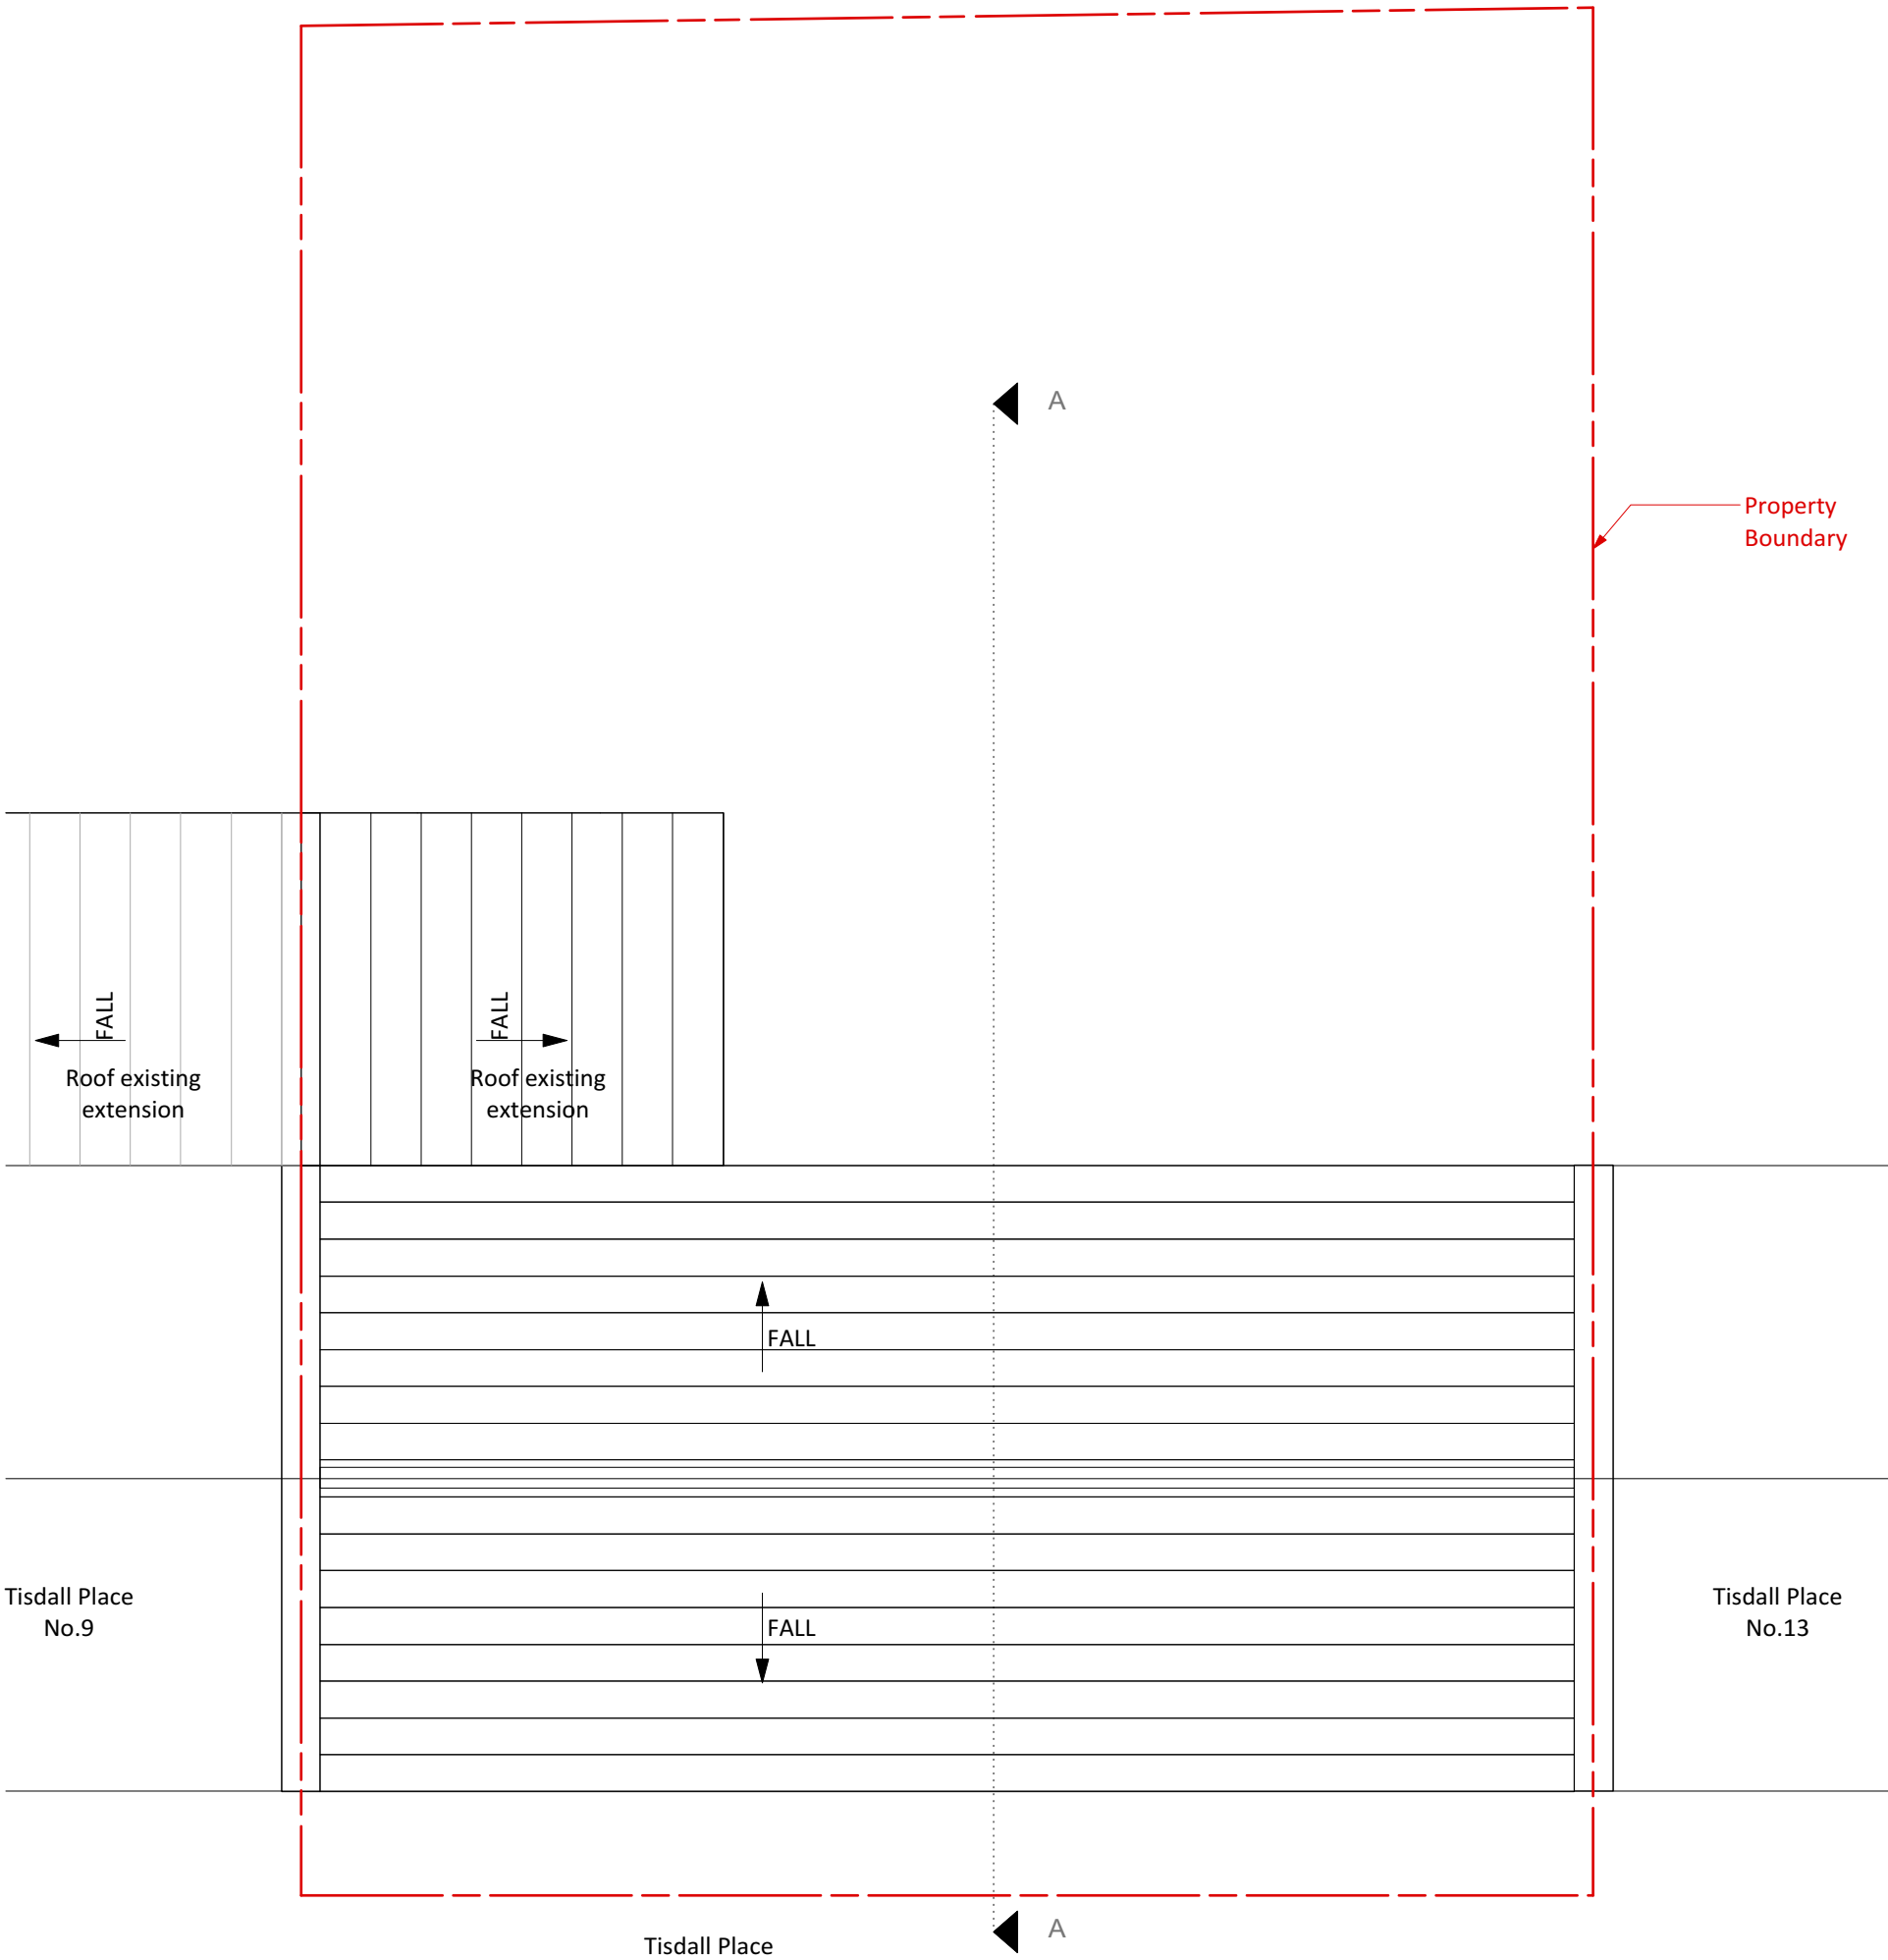 A
Property
Boundary
FALL
FALL
Roof existing
extension
Roof existing
extension
FALL
Tisdall Place
No.9
FALL
Tisdall Place
No.13
A
Tisdall Place